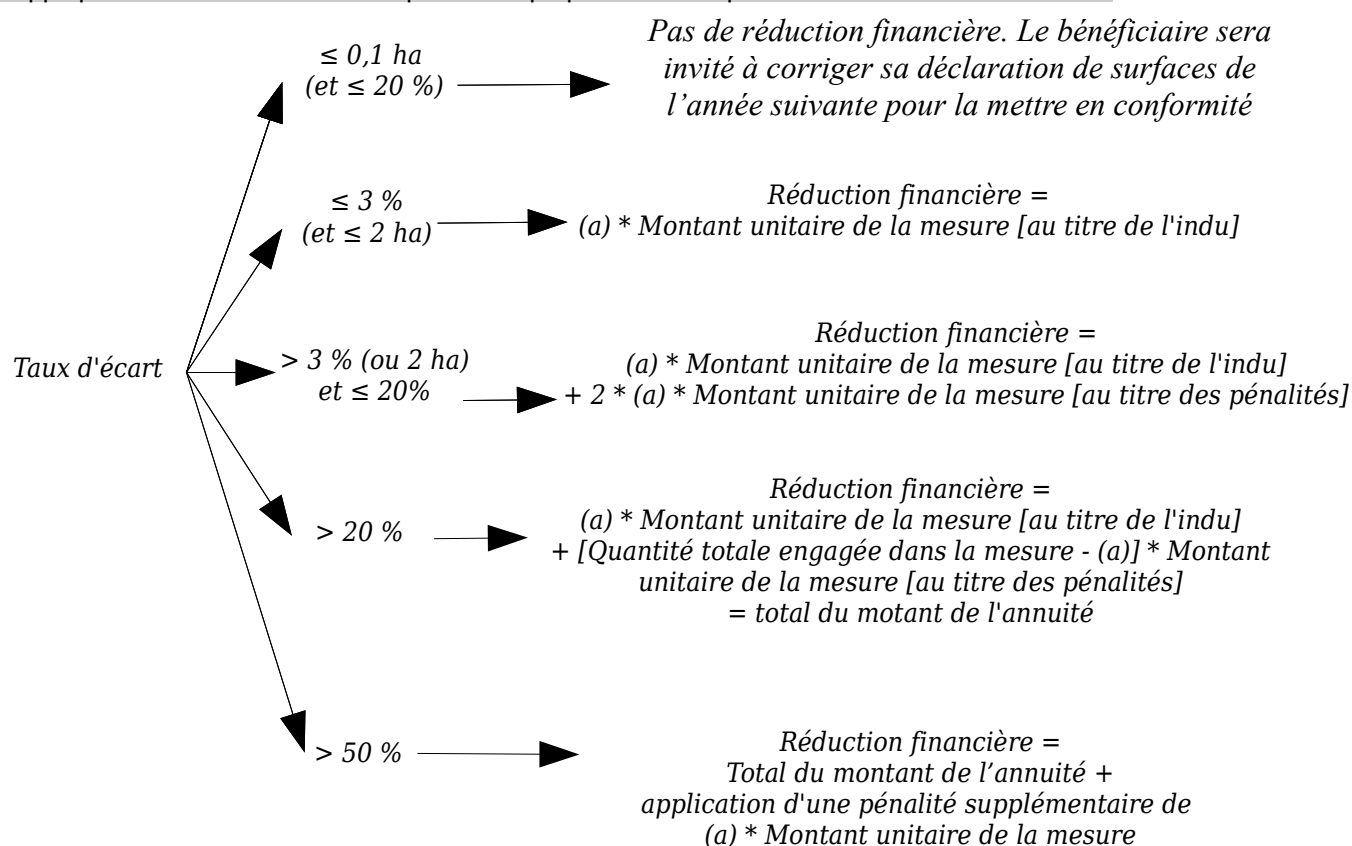 ≤ 0,1 ha
(et ≤ 20 %)
Pas de réduction financière. Le bénéficiaire sera
invité à corriger sa déclaration de surfaces de
l’année suivante pour la mettre en conformité
≤ 3 %
(et ≤ 2 ha)
Réduction financière =
(a) * Montant unitaire de la mesure [au titre de l'indu]
Taux d'écart
> 3 % (ou 2 ha)
et ≤ 20%
Réduction financière =
(a) * Montant unitaire de la mesure [au titre de l'indu]
+ 2 * (a) * Montant unitaire de la mesure [au titre des pénalités]
> 20 %
Réduction financière =
(a) * Montant unitaire de la mesure [au titre de l'indu]
+ [Quantité totale engagée dans la mesure - (a)] * Montant
unitaire de la mesure [au titre des pénalités]
= total du motant de l'annuité
> 50 %
Réduction financière =
Total du montant de l’annuité +
application d'une pénalité supplémentaire de
(a) * Montant unitaire de la mesure